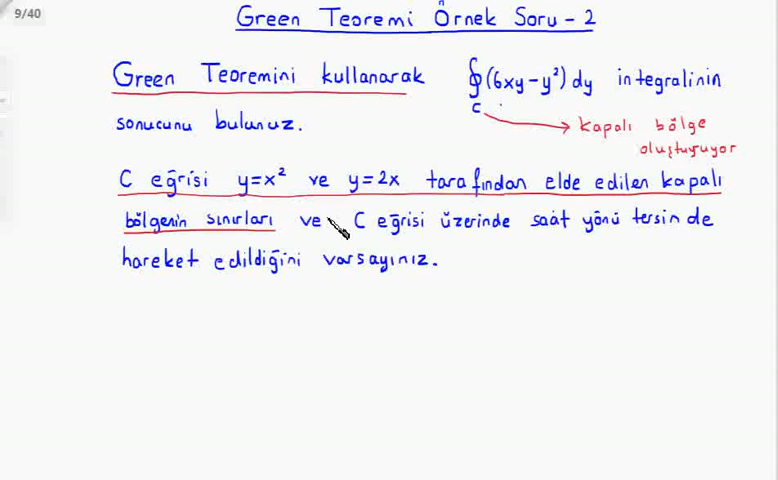 9/40
Green Teoremi Örnek Soru - 2
Green Teoremini kullanarak ∮(6xy-y²) dy integralinin
c
sonucunu bulunuz.
Kapalı bölge
oluşturuyor
C eğrisi y=x² ve y=2x tarafından elde edilen kapalı
bölgenin sınırları ve C eğrisi üzerinde saat yönü tersinde
hareket edildiğini varsayınız.